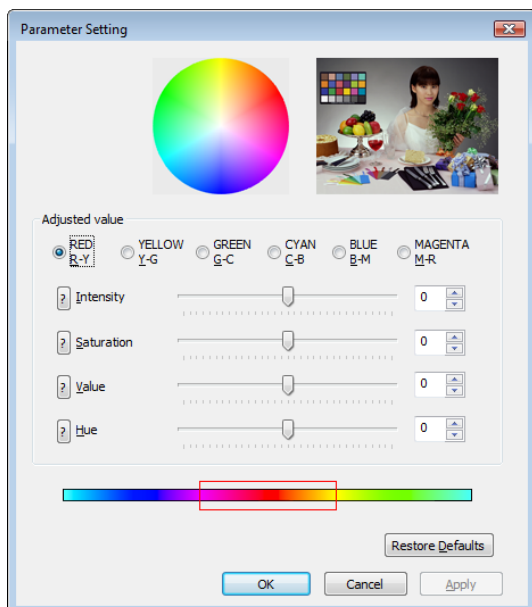 Parameter Setting
Adjusted value
RED YELLOW GREEN CYAN BLUE MAGENTA
R-Y Y-G G-C C-B B-M M-R
? Intensity 0
? Saturation 0
? Value 0
? Hue 0
Restore Defaults
OK Cancel Apply